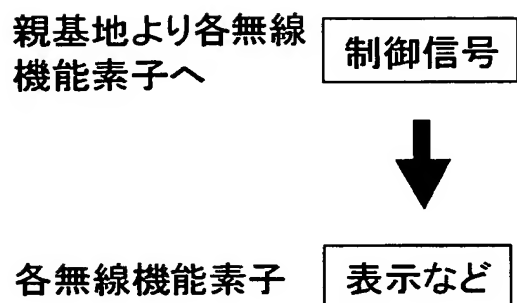 親基地より各無線
機能素子へ
制御信号
各無線機能素子
表示など